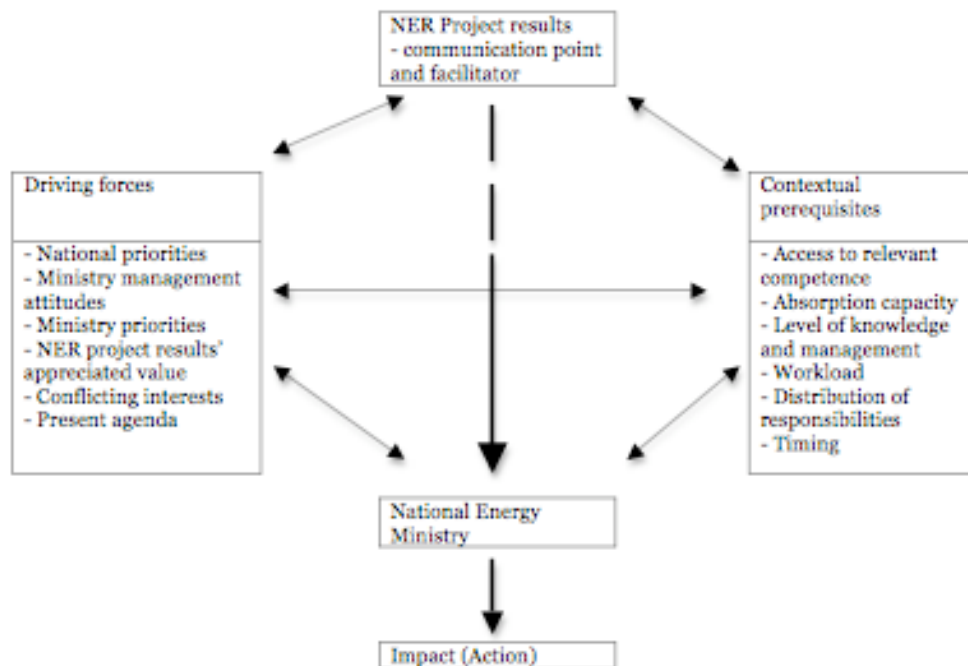 NER Project results
- communication point
and facilitator
Driving forces
- National priorities
- Ministry management
attitudes
- Ministry priorities
- NER project results'
appreciated value
- Conflicting interests
- Present agenda
Contextual
prerequisites
- Access to relevant
competence
- Absorption capacity
- Level of knowledge
and management
- Workload
- Distribution of
responsibilities
- Timing
National Energy
Ministry
Impact (Action)